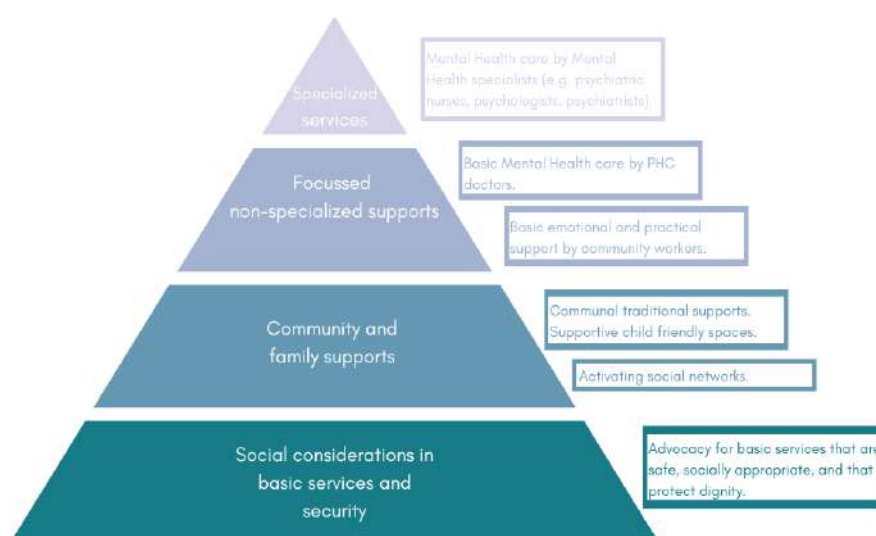 Specialized
services
Mental Health care by Mental
Health specialists (e.g. psychiatric
nurses, psychologists, psychiatrists).
Focussed
non-specialized supports
Basic Mental Health care by PHC
doctors.
Basic emotional and practical
support by community workers.
Community and
family supports
Communal traditional supports.
Supportive child friendly spaces.
Activating social networks.
Social considerations in
basic services and
security
Advocacy for basic services that are
safe, socially appropriate, and that
protect dignity.